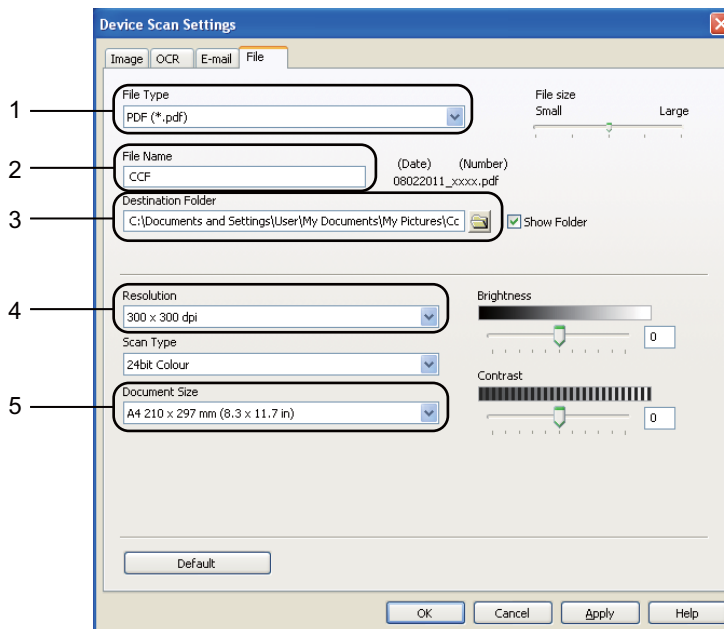 Device Scan Settings
Image OCR E-mail File
1
File Type
PDF (*.pdf)
File size
Small Large
2
File Name
CCF
(Date) (Number)
08022011_xxxx.pdf
3
Destination Folder
C:\Documents and Settings\User\My Documents\My Pictures\Cc
Show Folder
4
Resolution
300 x 300 dpi
Scan Type
24bit Colour
5
Document Size
A4 210 x 297 mm (8.3 x 11.7 in)
Brightness
0
Contrast
0
Default
OK Cancel Apply Help